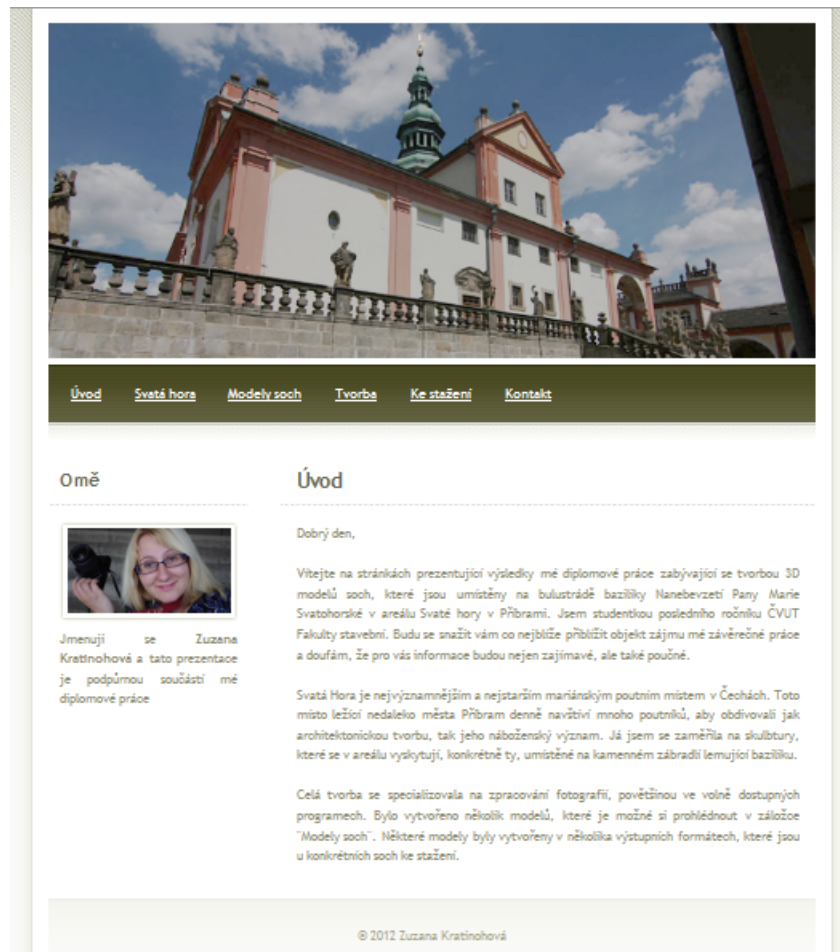 Úvod Svatá hora Modely soch Tvorba Ke stažení Kontakt
O mě
Jmenuji se Zuzana
Kratinohová a tato prezentace
je podpůrnou součástí mé
diplomové práce
Úvod
Dobrý den,
Vítejte na stránkách prezentující výsledky mé diplomové práce zabývající se tvorbou 3D
modelů soch, které jsou umístěny na bulustrádě baziliky Nanebevzetí Pany Marie
Svatohorské v areálu Svaté hory v Příbrami. Jsem studentkou posledního ročníku ČVUT
Fakulty stavební. Budu se snažit vám co nejblíže přiblížit objekt zájmu mé závěrečné práce
a doufám, že pro vás informace budou nejen zajímavé, ale také poučné.
Svatá Hora je nejvýznamnějším a nejstarším mariánským poutním místem v Čechách. Toto
místo ležící nedaleko města Příbram denně navštíví mnoho poutníků, aby obdivovali jak
architektonickou tvorbu, tak jeho náboženský význam. Já jsem se zaměřila na skulbtury,
které se v areálu vyskytují, konkrétně ty, umístěné na kamenném zábradlí lemující baziliku.
Celá tvorba se specializovala na zpracování fotografií, povětšinou ve volně dostupných
programech. Bylo vytvořeno několik modelů, které je možné si prohlédnout v záložce
"Modely soch". Některé modely byly vytvořeny v několika výstupních formátech, které jsou
u konkrétních soch ke stažení.
© 2012 Zuzana Kratinohová